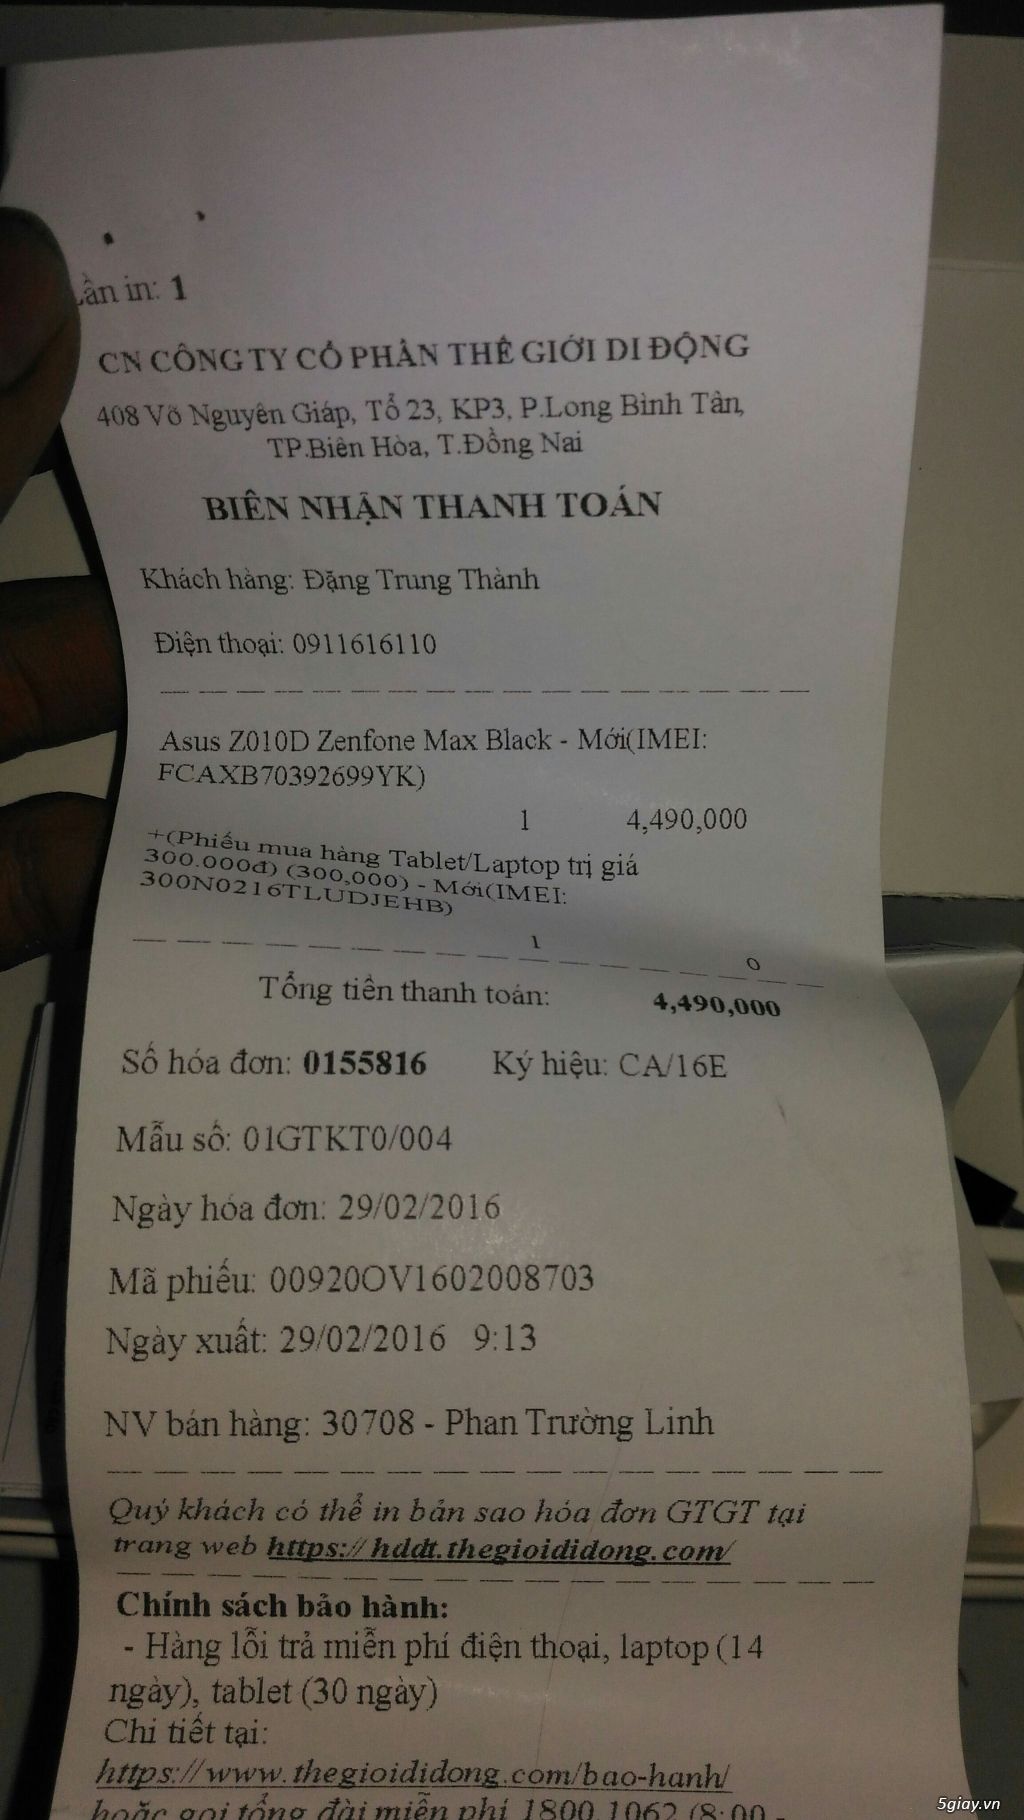 Lần in: 1
CN CÔNG TY CỔ PHẦN THẾ GIỚI DI ĐỘNG
408 Võ Nguyên Giáp, Tổ 23, KP3, P.Long Bình Tân,
TP.Biên Hòa, T.Đồng Nai
BIÊN NHẬN THANH TOÁN
Khách hàng: Đặng Trung Thành
Điện thoại: 0911616110
Asus Z010D Zenfone Max Black - Mới(IMEI:
FCAXB70392699YK)
1 4,490,000
+(Phiếu mua hàng Tablet/Laptop trị giá
300.000đ) (300,000) - Mới(IMEI:
300N0216TLUDJEHB)
1 0
Tổng tiền thanh toán: 4,490,000
Số hóa đơn: 0155816 Ký hiệu: CA/16E
Mẫu số: 01GTKT0/004
Ngày hóa đơn: 29/02/2016
Mã phiếu: 00920OV1602008703
Ngày xuất: 29/02/2016 9:13
NV bán hàng: 30708 - Phan Trường Linh
Quý khách có thể in bản sao hóa đơn GTGT tại
trang web https://hddt.thegioididong.com/
Chính sách bảo hành:
- Hàng lỗi trả miễn phí điện thoại, laptop (14
ngày), tablet (30 ngày)
Chi tiết tại:
https://www.thegioididong.com/bao-hanh/
hoặc gọi tổng đài miễn phí 1800.1062 (8:00 -
5giay.vn